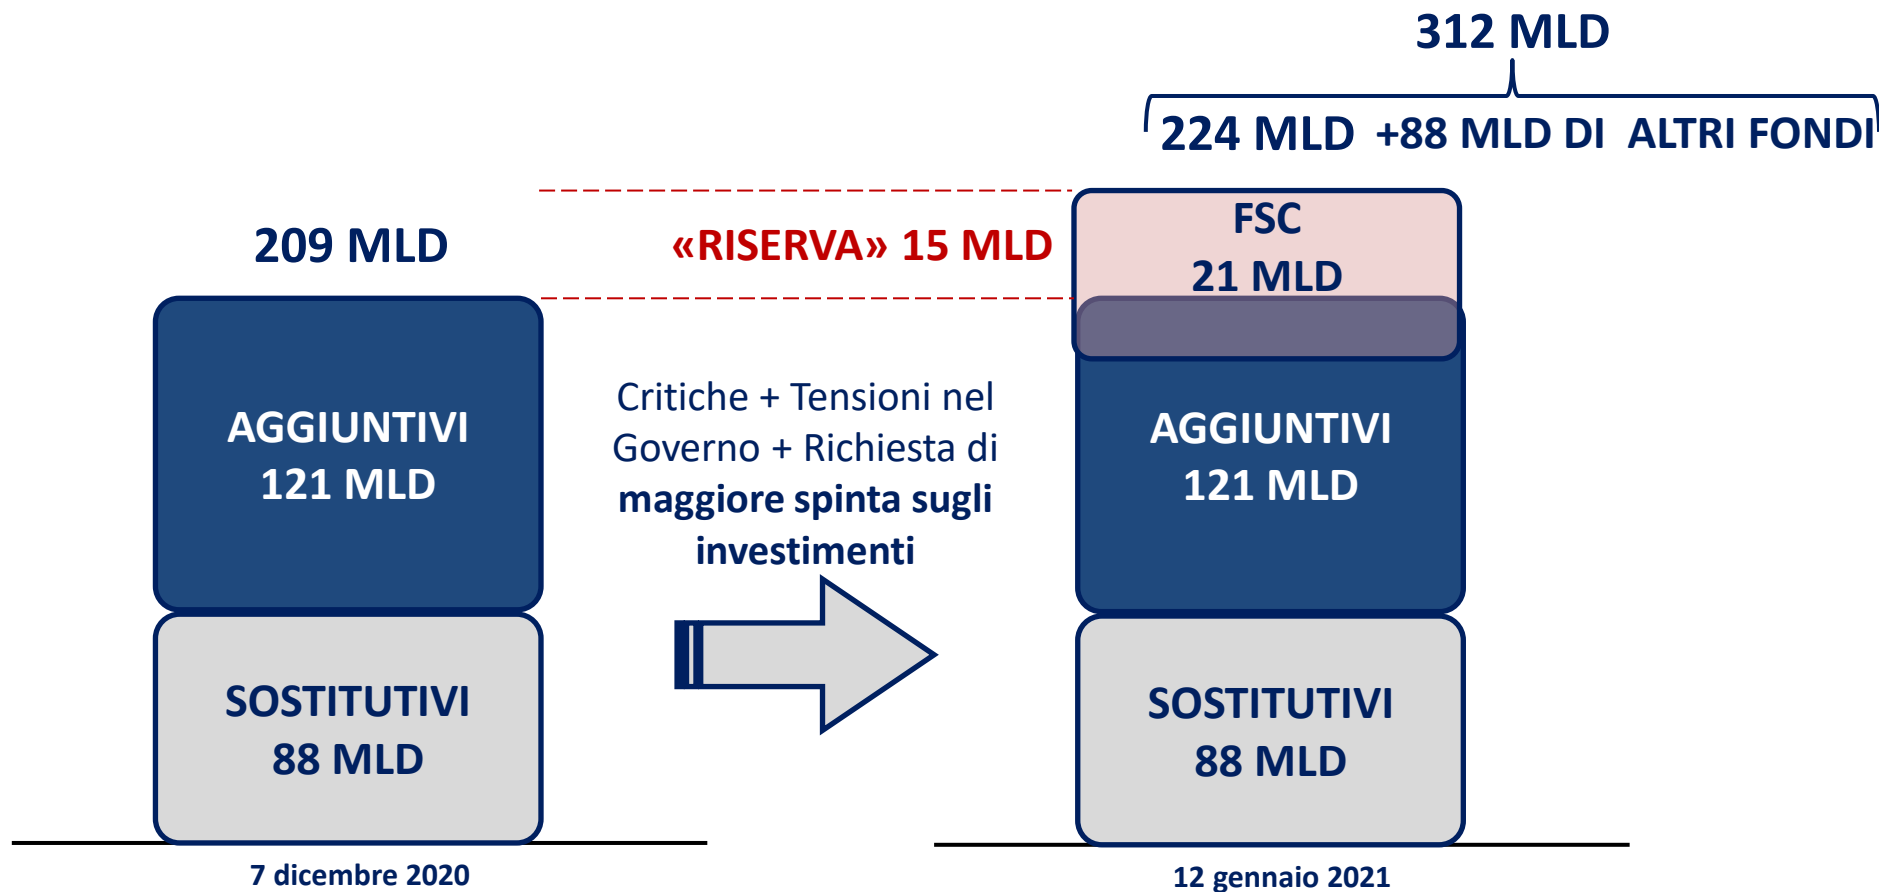 312 MLD
224 MLD +88 MLD DI ALTRI FONDI
209 MLD
«RISERVA» 15 MLD
FSC
21 MLD
AGGIUNTIVI
121 MLD
Critiche + Tensioni nel
Governo + Richiesta di
maggiore spinta sugli
investimenti
AGGIUNTIVI
121 MLD
SOSTITUTIVI
88 MLD
SOSTITUTIVI
88 MLD
7 dicembre 2020
12 gennaio 2021